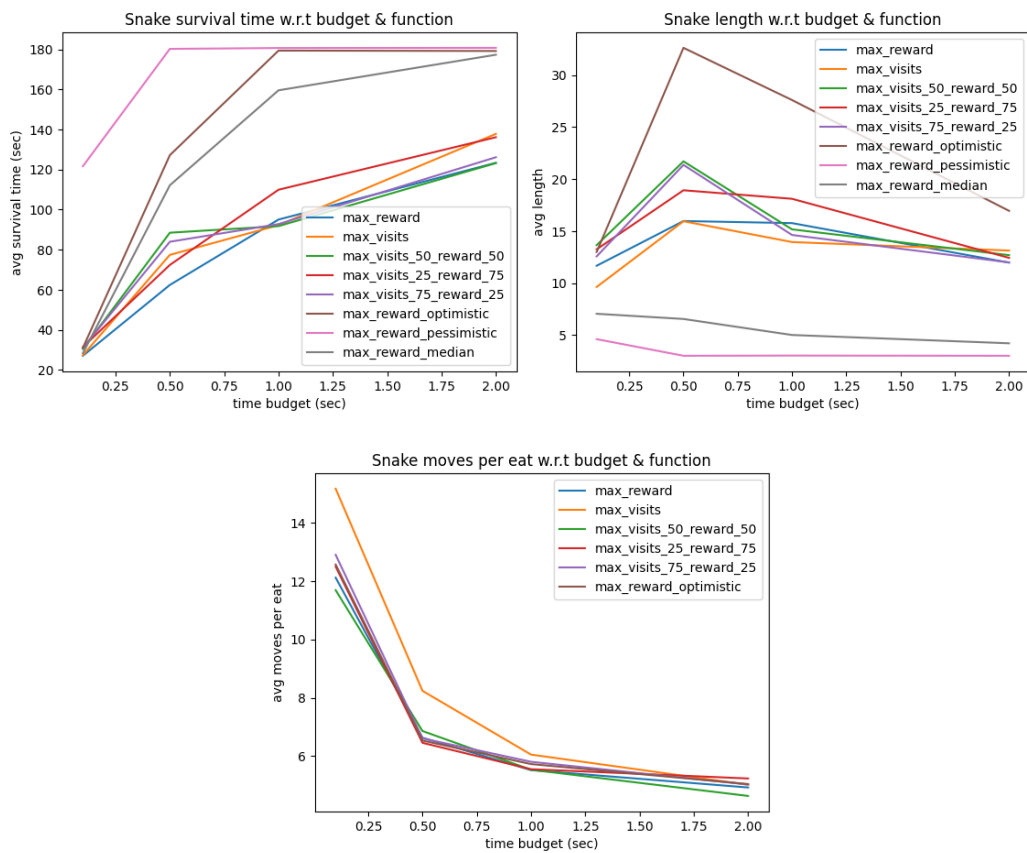 Snake survival time w.r.t budget & function
180
160
140
120
100
80
60
40
20
avg survival time (sec)
max_reward
max_visits
max_visits_50_reward_50
max_visits_25_reward_75
max_visits_75_reward_25
max_reward_optimistic
max_reward_pessimistic
max_reward_median
0.25 0.50 0.75 1.00 1.25 1.50 1.75 2.00
time budget (sec)
Snake length w.r.t budget & function
30
25
20
15
10
5
avg length
max_reward
max_visits
max_visits_50_reward_50
max_visits_25_reward_75
max_visits_75_reward_25
max_reward_optimistic
max_reward_pessimistic
max_reward_median
0.25 0.50 0.75 1.00 1.25 1.50 1.75 2.00
time budget (sec)
Snake moves per eat w.r.t budget & function
14
12
10
8
6
avg moves per eat
max_reward
max_visits
max_visits_50_reward_50
max_visits_25_reward_75
max_visits_75_reward_25
max_reward_optimistic
0.25 0.50 0.75 1.00 1.25 1.50 1.75 2.00
time budget (sec)